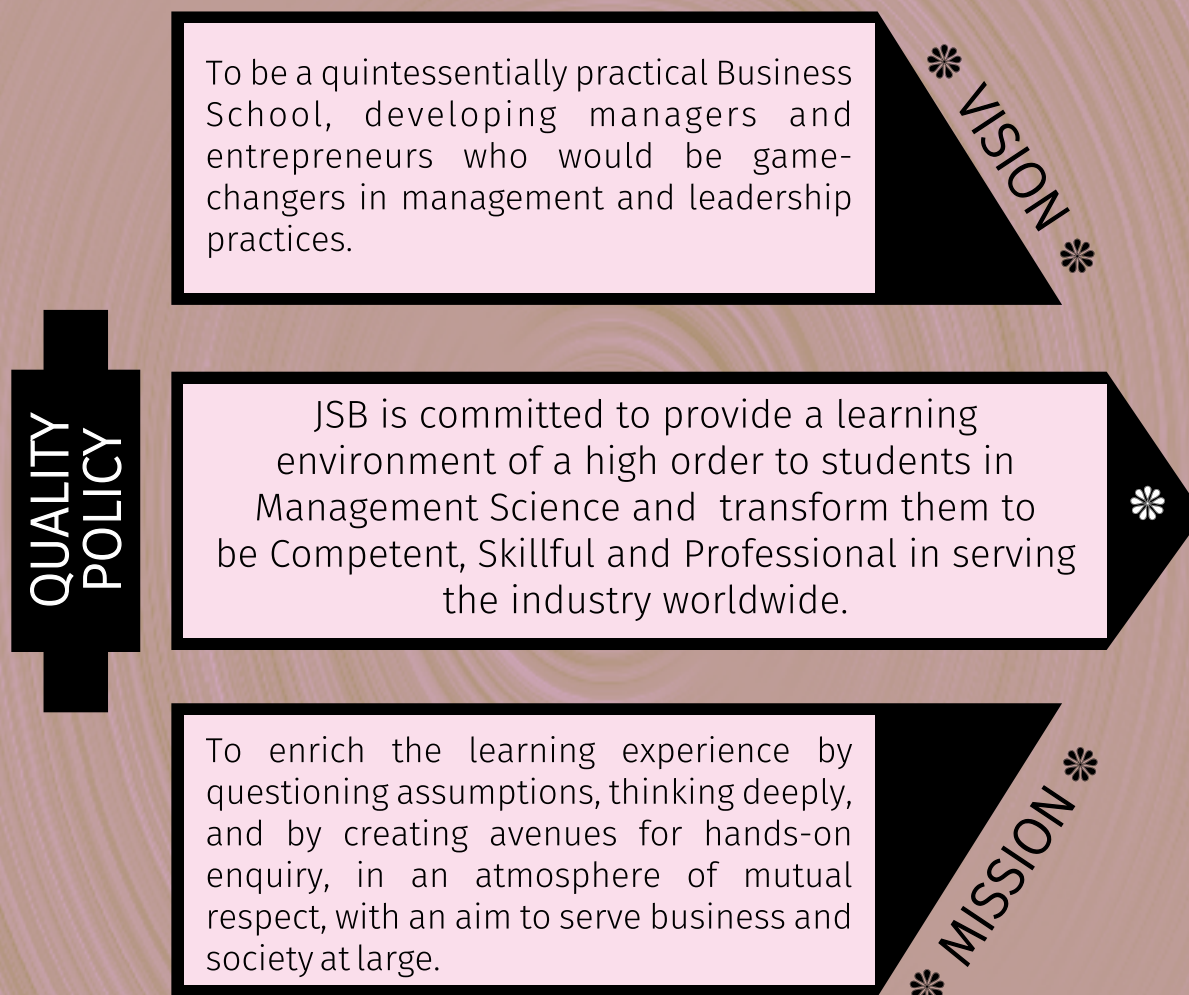 To be a quintessentially practical Business
School, developing managers and
entrepreneurs who would be game-
changers in management and leadership
practices.
VISION
QUALITY
POLICY
JSB is committed to provide a learning
environment of a high order to students in
Management Science and  transform them to
be Competent, Skillful and Professional in serving
the industry worldwide.
To enrich the learning experience by
questioning assumptions, thinking deeply,
and by creating avenues for hands-on
enquiry, in an atmosphere of mutual
respect, with an aim to serve business and
society at large.
MISSION